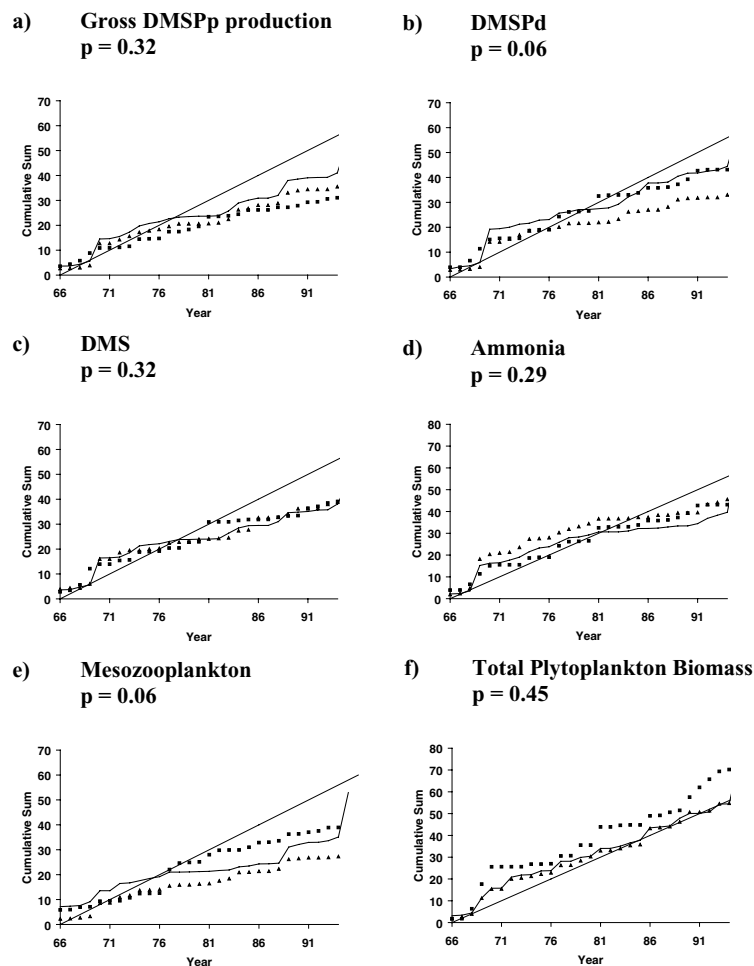 a) Gross DMSPp production
p = 0.32
70
60
50
40
30
20
10
0
Cumulative Sum
66 71 76 81 86 91
Year
b) DMSPd
p = 0.06
70
60
50
40
30
20
10
0
Cumulative Sum
66 71 76 81 86 91
Year
c) DMS
p = 0.32
70
60
50
40
30
20
10
0
Cumulative Sum
66 71 76 81 86 91
Year
d) Ammonia
p = 0.29
80
70
60
50
40
30
20
10
0
Cumulative Sum
66 71 76 81 86 91
Year
e) Mesozooplankton
p = 0.06
70
60
50
40
30
20
10
0
Cumulative Sum
66 71 76 81 86 91
Year
f) Total Plytoplankton Biomass
p = 0.45
80
70
60
50
40
30
20
10
0
Cumulative Sum
66 71 76 81 86 91
Year